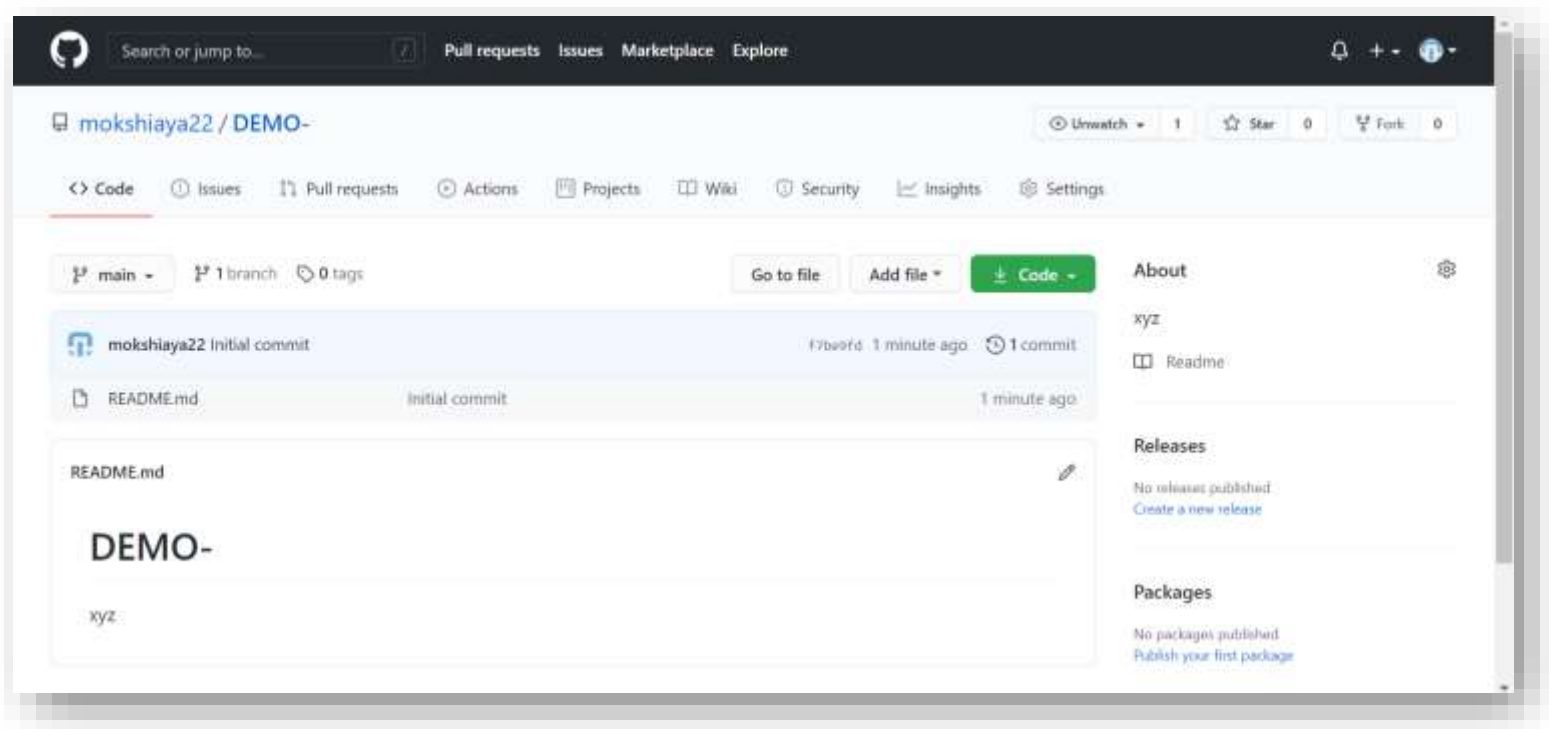 Search or jump to... / Pull requests Issues Marketplace Explore
mokshiaya22 / DEMO- Unwatch 1 Star 0 Fork 0
Code Issues Pull requests Actions Projects Wiki Security Insights Settings
main 1 branch 0 tags Go to file Add file Code
mokshiaya22 Initial commit 1 minute ago 1 commit
README.md Initial commit 1 minute ago
README.md
DEMO-
xyz
About
xyz
Readme
Releases
No releases published
Create a new release
Packages
No packages published
Publish your first package